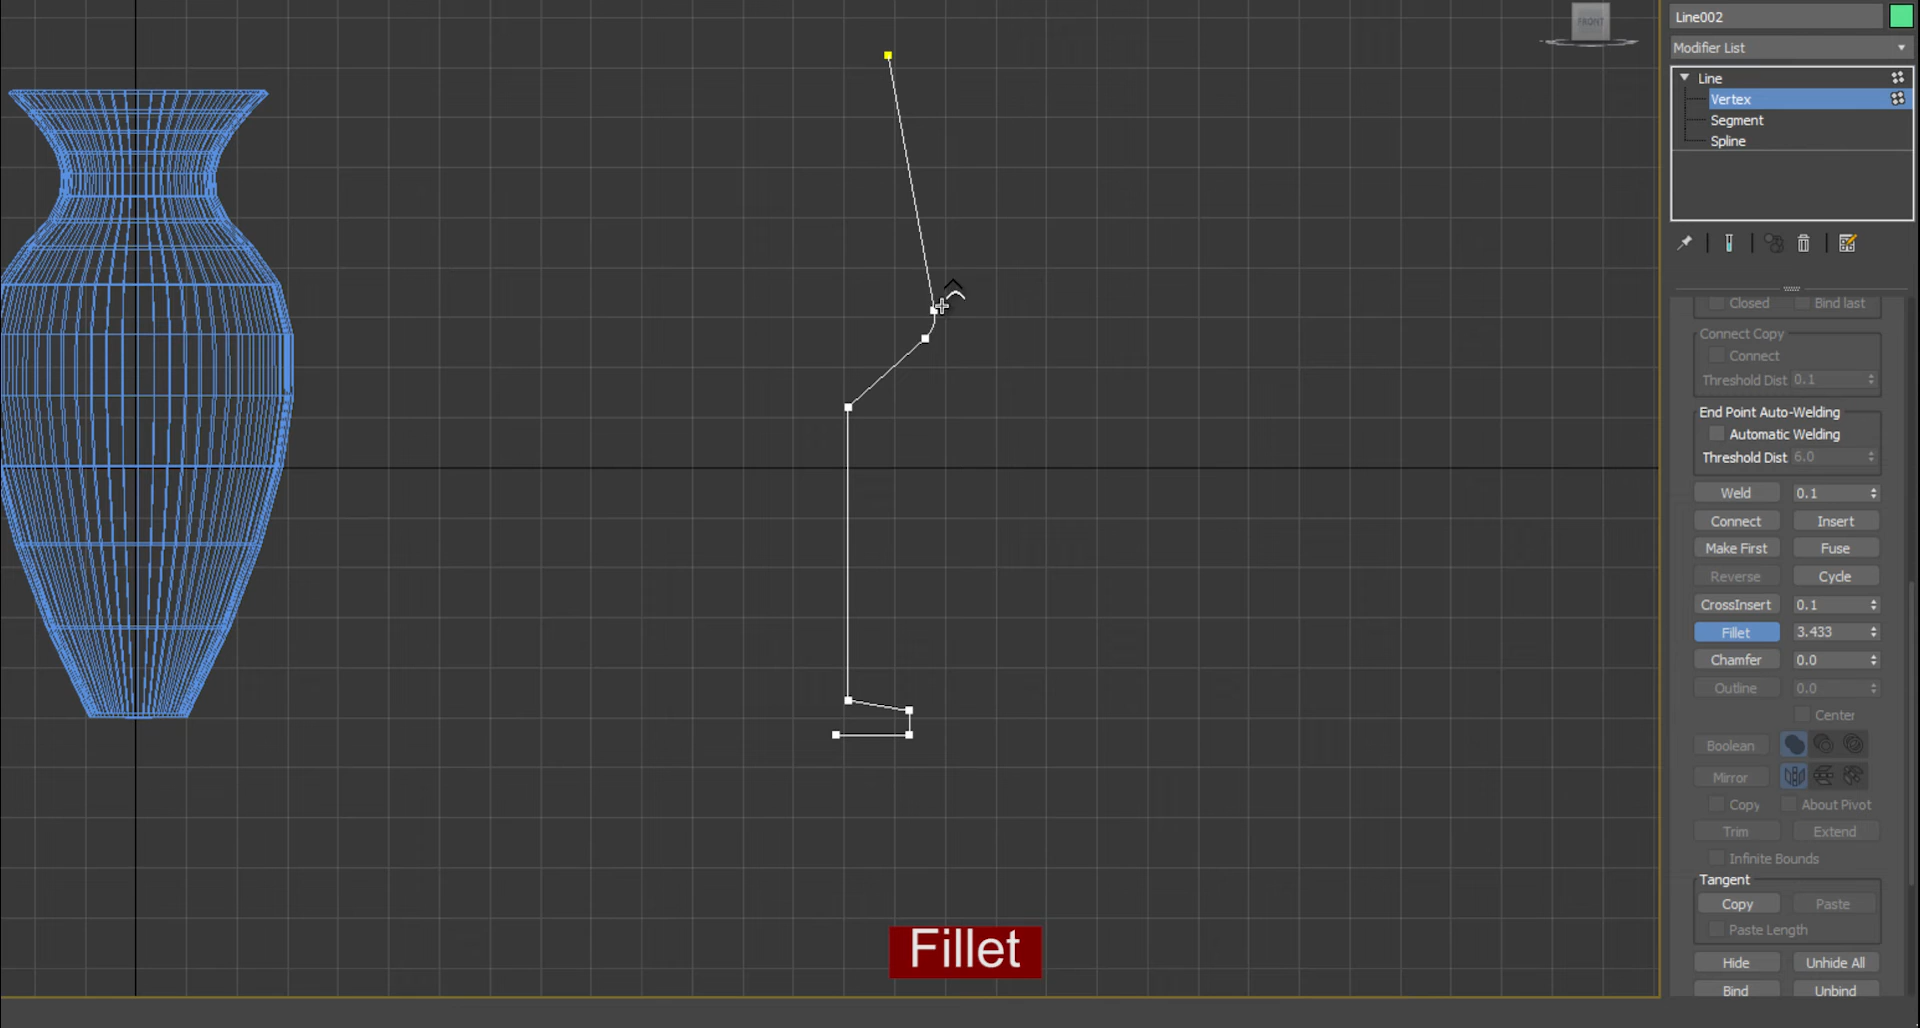 FRONT
Line002
Modifier List
Line
Vertex
Segment
Spline
Closed Bind last
Connect Copy
Connect
Threshold Dist 0.1
End Point Auto-Welding
Automatic Welding
Threshold Dist 6.0
Weld 0.1
Connect Insert
Make First Fuse
Reverse Cycle
CrossInsert 0.1
Fillet 3.433
Chamfer 0.0
Outline 0.0
Center
Boolean
Mirror
Copy About Pivot
Trim Extend
Infinite Bounds
Tangent
Copy Paste
Paste Length
Hide Unhide All
Bind Unbind
Fillet